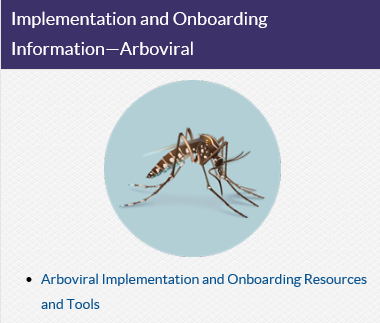 Implementation and Onboarding
Information—Arboviral
Arboviral Implementation and Onboarding Resources
and Tools